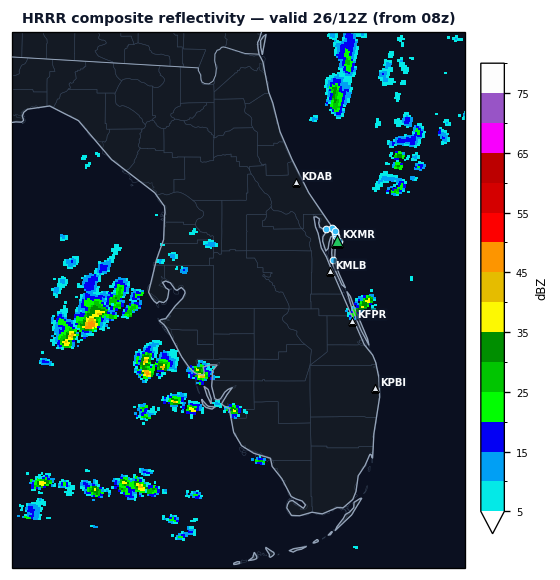 HRRR composite reflectivity — valid 26/12Z (from 08z)
KDAB
KXMR
KMLB
KFPR
KPBI
75
65
55
45
35
25
15
5
dBZ